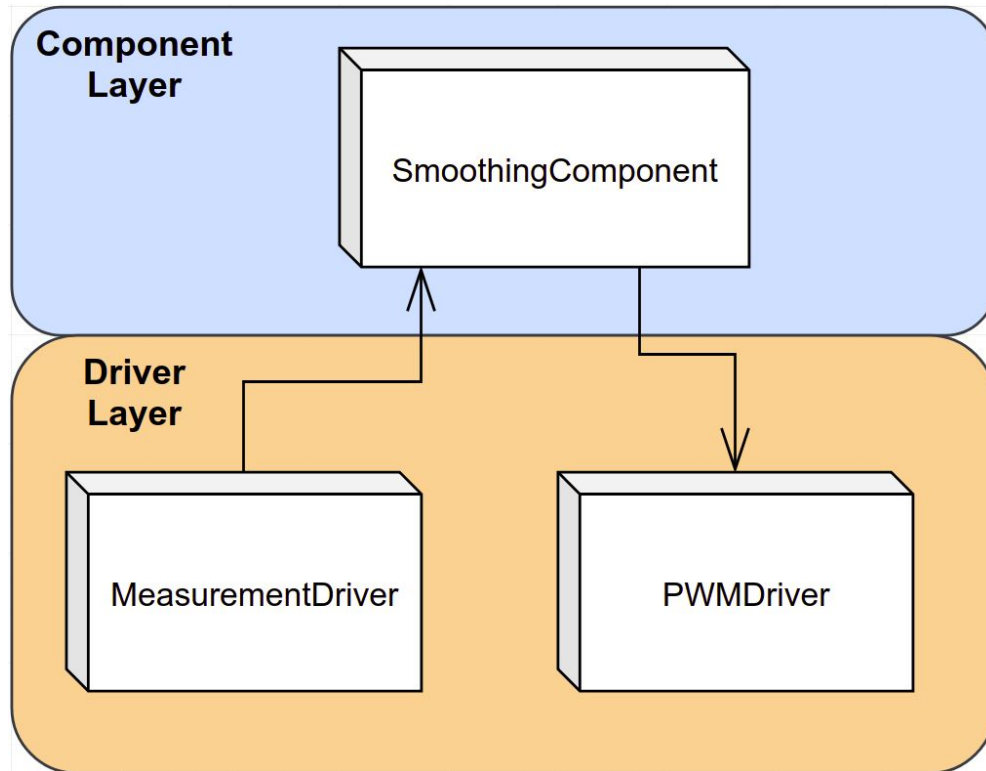 Component
Layer
SmoothingComponent
Driver
Layer
MeasurementDriver
PWMDriver